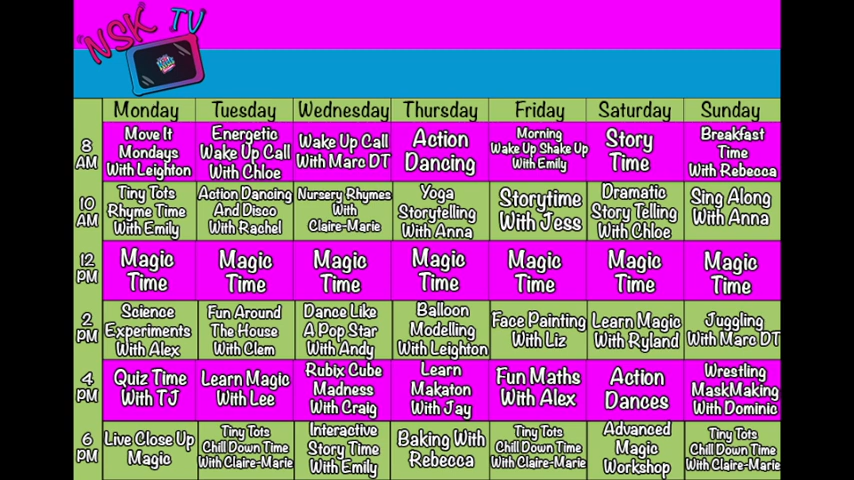 NSK TV
Monday Tuesday Wednesday Thursday Friday Saturday Sunday
8 AM
Move It
Mondays
With Leighton
Energetic
Wake Up Call
With Chloe
Wake Up Call
With Marc DT
Action
Dancing
Morning
Wake Up Shake Up
With Emily
Story
Time
Breakfast
Time
With Rebecca
10 AM
Tiny Tots
Rhyme Time
With Emily
Action Dancing
And Disco
With Rachel
Nursery Rhymes
With
Claire-Marie
Yoga
Storytelling
With Anna
Storytime
With Jess
Dramatic
Story Telling
With Chloe
Sing Along
With Anna
12 PM
Magic
Time
Magic
Time
Magic
Time
Magic
Time
Magic
Time
Magic
Time
Magic
Time
2 PM
Science
Experiments
With Alex
Fun Around
The House
With Clem
Dance Like
A Pop Star
With Andy
Balloon
Modelling
With Leighton
Face Painting
With Liz
Learn Magic
With Ryland
Juggling
With Marc DT
4 PM
Quiz Time
With TJ
Learn Magic
With Lee
Rubix Cube
Madness
With Craig
Learn
Makaton
With Jay
Fun Maths
With Alex
Action
Dances
Wrestling
MaskMaking
With Dominic
6 PM
Live Close Up
Magic
Tiny Tots
Chill Down Time
With Claire-Marie
Interactive
Story Time
With Emily
Baking With
Rebecca
Tiny Tots
Chill Down Time
With Claire-Marie
Advanced
Magic
Workshop
Tiny Tots
Chill Down Time
With Claire-Marie